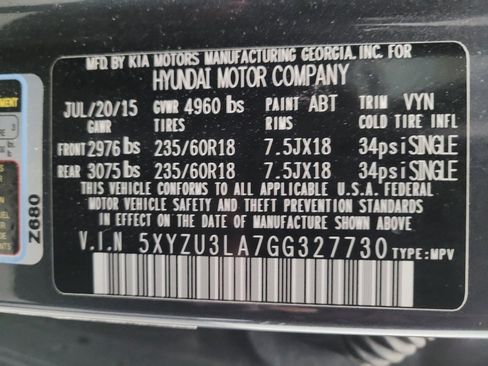 MFD. BY KIA MOTORS MANUFACTURING GEORGIA. INC. FOR
HYUNDAI MOTOR COMPANY
JUL/20/15 GVWR 4960 lbs PAINT ABT TRIM VYN
GAWR TIRES RIMS COLD TIRE INFL
FRONT 2976 lbs 235/60R18 7.5JX18 34psi SINGLE
REAR 3075 lbs 235/60R18 7.5JX18 34psi SINGLE
THIS VEHICLE CONFORMS TO ALL APPLICABLE U.S.A. FEDERAL
MOTOR VEHICLE SAFETY AND THEFT PREVENTION STANDARDS
IN EFFECT ON THE DATE OF MANUFACTURE SHOWN ABOVE.
V.I.N 5XYZU3LA7GG327730 TYPE:MPV
Z680